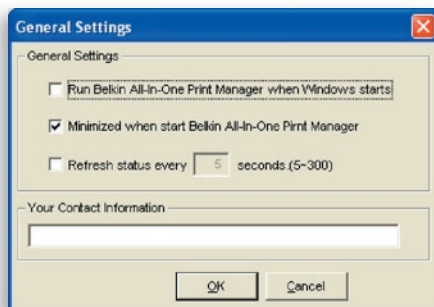 General Settings
General Settings
Run Belkin All-In-One Print Manager when Windows starts
Minimized when start Belkin All-In-One Pirnt Manager
Refresh status every 5 seconds.(5~300)
Your Contact Information
OK Cancel